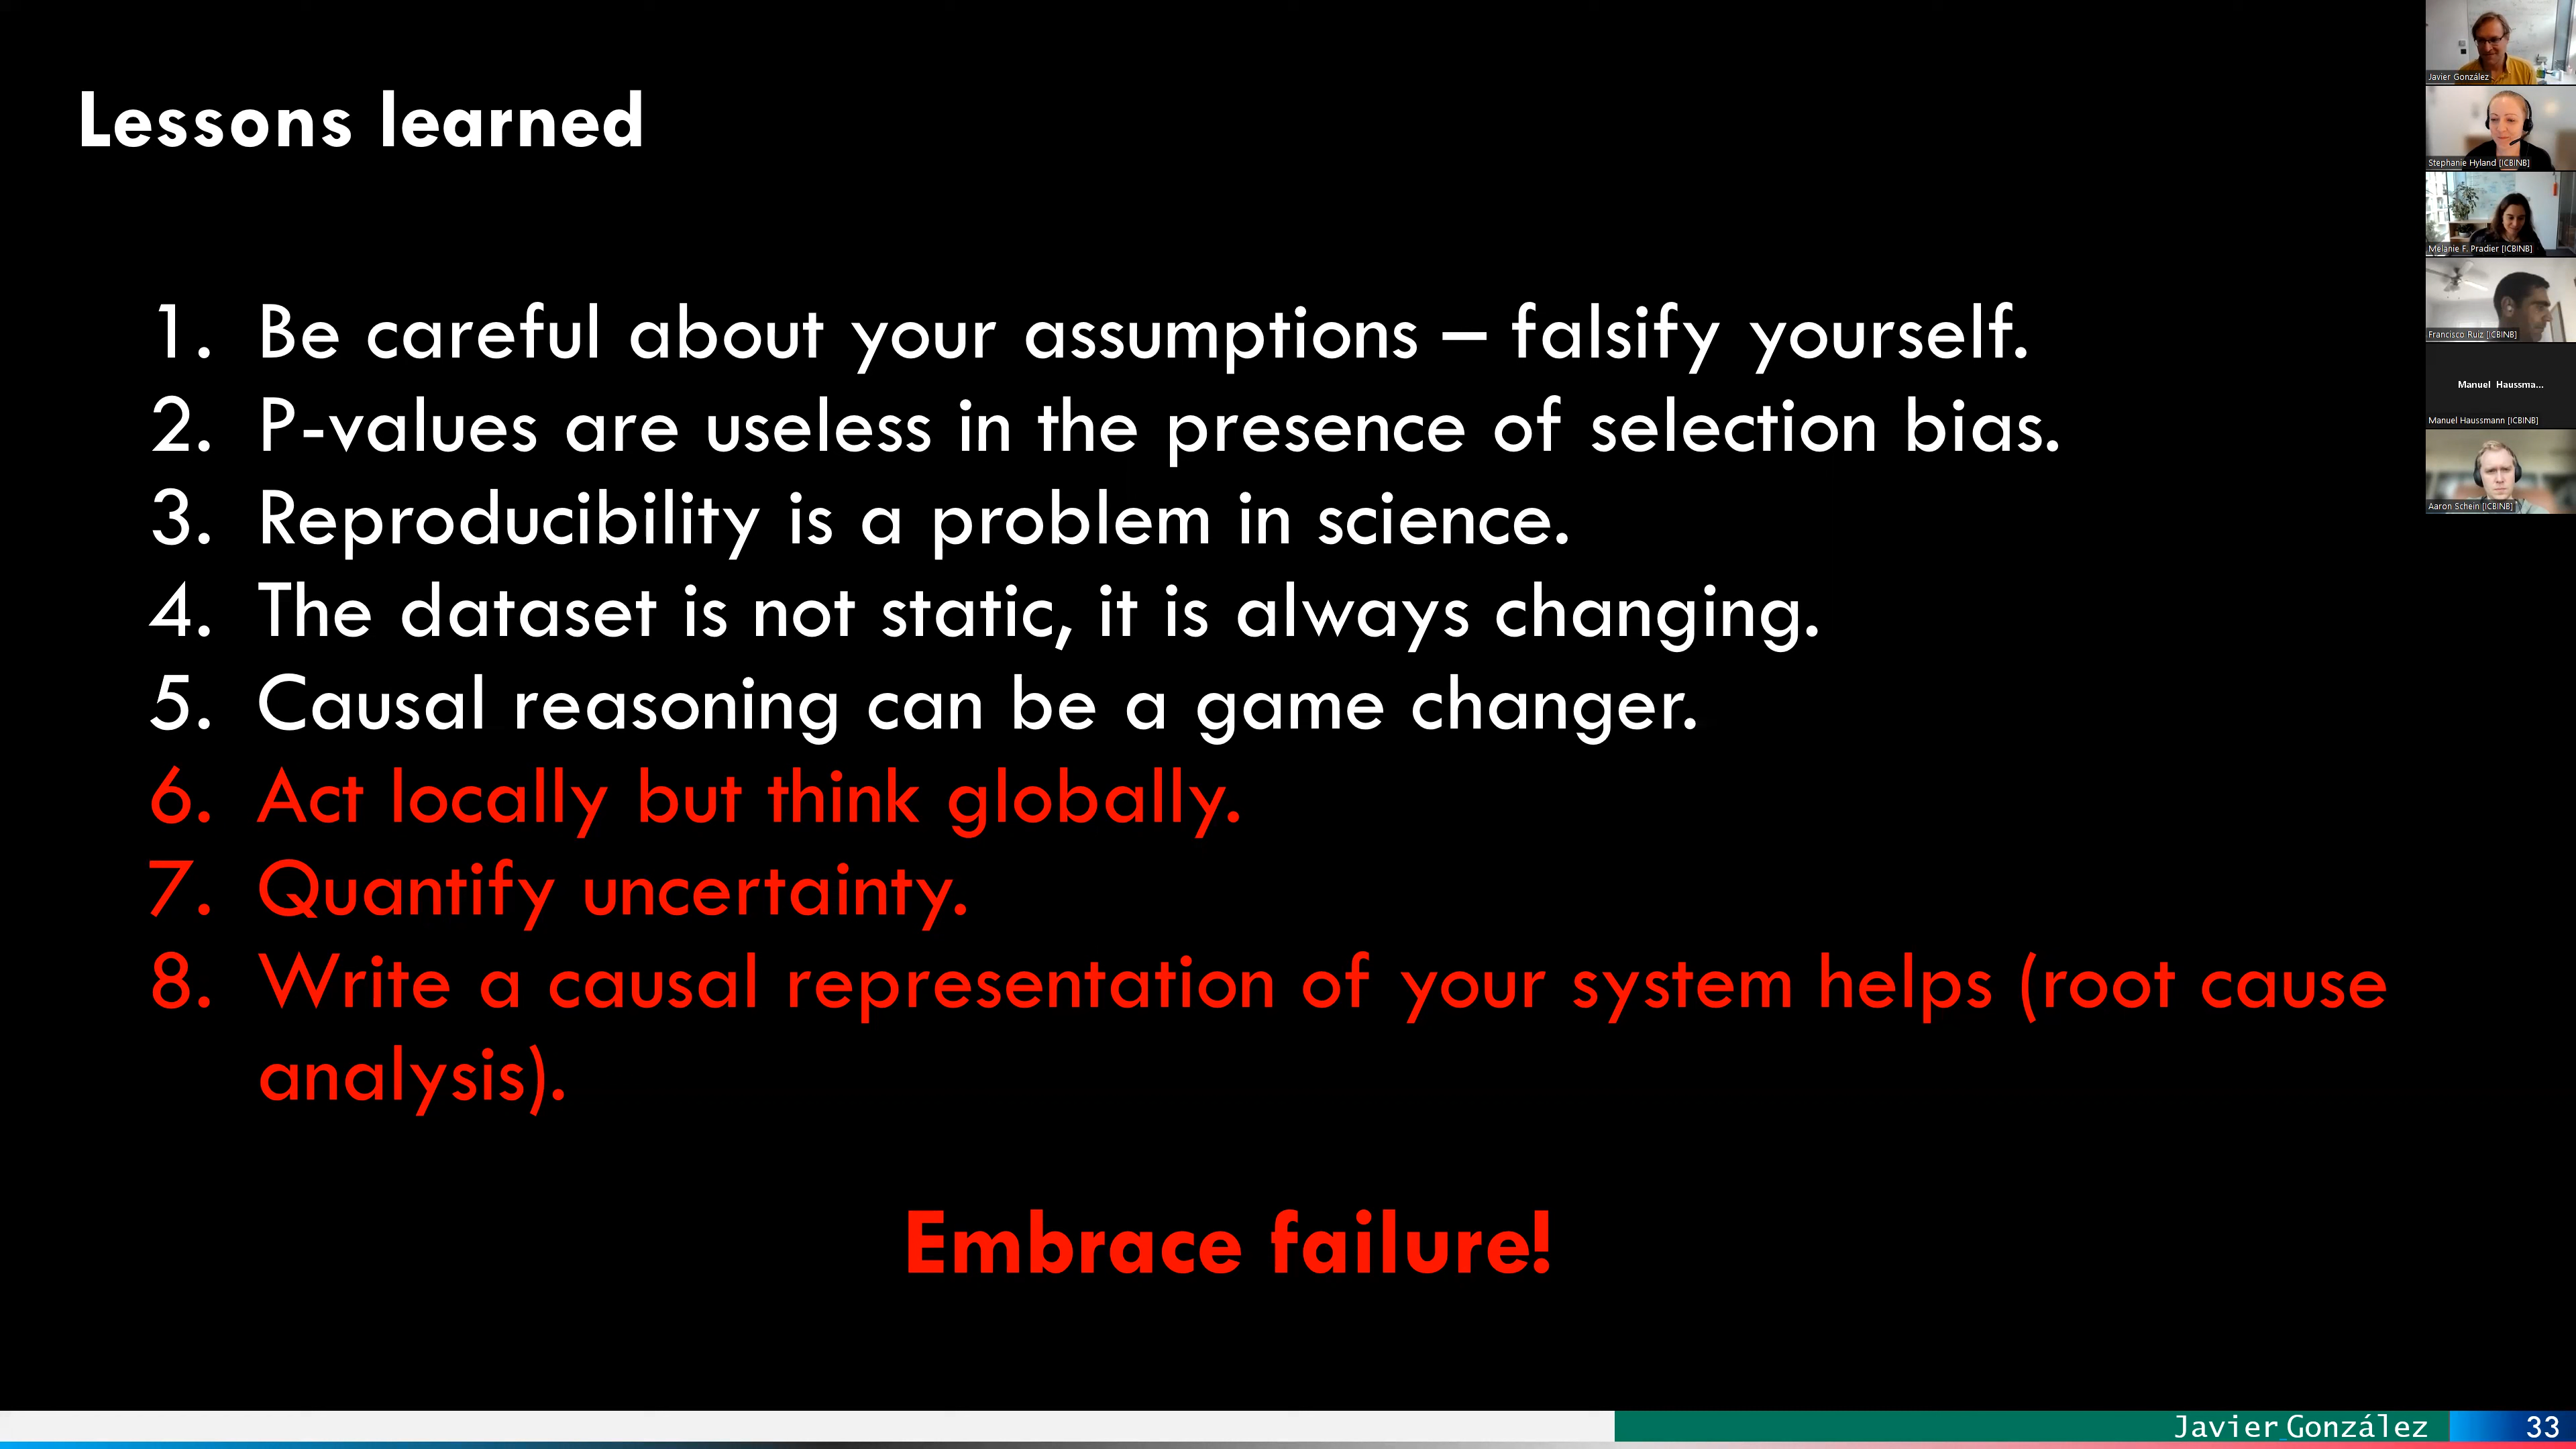 Lessons learned
1. Be careful about your assumptions – falsify yourself.
2. P-values are useless in the presence of selection bias.
3. Reproducibility is a problem in science.
4. The dataset is not static, it is always changing.
5. Causal reasoning can be a game changer.
6. Act locally but think globally.
7. Quantify uncertainty.
8. Write a causal representation of your system helps (root cause
analysis).
Embrace failure!
Javier González
33
Javier González
Stephanie Hyland [ICBINB]
Melanie F. Pradier [ICBINB]
Francisco Ruiz [ICBINB]
Manuel Haussma...
Manuel Haussmann [ICBINB]
Aaron Schein [ICBINB]